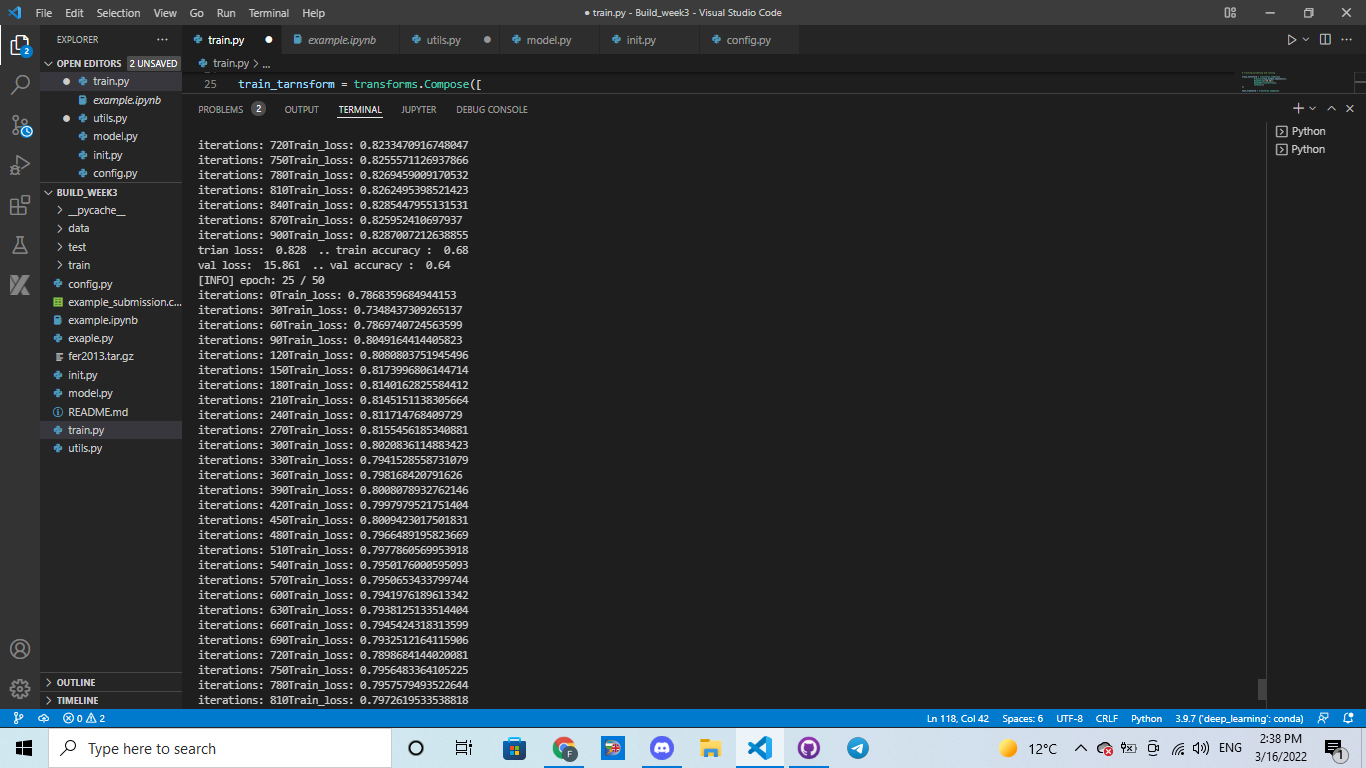 File Edit Selection View Go Run Terminal Help
● train.py - Build_week3 - Visual Studio Code
EXPLORER
train.py
example.ipynb
utils.py
model.py
init.py
config.py
OPEN EDITORS 2 UNSAVED
train.py
example.ipynb
utils.py
model.py
init.py
config.py
BUILD_WEEK3
__pycache__
data
test
train
config.py
example_submission.c...
example.ipynb
exaple.py
fer2013.tar.gz
init.py
model.py
README.md
train.py
utils.py
OUTLINE
TIMELINE
train.py > ...
25 train_tarnsform = transforms.Compose([
PROBLEMS 2 OUTPUT TERMINAL JUPYTER DEBUG CONSOLE
Python
Python
iterations: 720Train_loss: 0.8233470916748047
iterations: 750Train_loss: 0.8255571126937866
iterations: 780Train_loss: 0.8269459009170532
iterations: 810Train_loss: 0.8262495398521423
iterations: 840Train_loss: 0.8285447955131531
iterations: 870Train_loss: 0.825952410697937
iterations: 900Train_loss: 0.8287007212638855
trian loss:  0.828  .. train accuracy :  0.68
val loss:  15.861  .. val accuracy :  0.64
[INFO] epoch: 25 / 50
iterations: 0Train_loss: 0.7868359684944153
iterations: 30Train_loss: 0.7348437309265137
iterations: 60Train_loss: 0.7869740724563599
iterations: 90Train_loss: 0.8049164414405823
iterations: 120Train_loss: 0.8080803751945496
iterations: 150Train_loss: 0.8173996806144714
iterations: 180Train_loss: 0.8140162825584412
iterations: 210Train_loss: 0.8145151138305664
iterations: 240Train_loss: 0.811714768409729
iterations: 270Train_loss: 0.8155456185340881
iterations: 300Train_loss: 0.8020836114883423
iterations: 330Train_loss: 0.7941528558731079
iterations: 360Train_loss: 0.798168420791626
iterations: 390Train_loss: 0.8008078932762146
iterations: 420Train_loss: 0.7997979521751404
iterations: 450Train_loss: 0.8009423017501831
iterations: 480Train_loss: 0.7966489195823669
iterations: 510Train_loss: 0.7977860569953918
iterations: 540Train_loss: 0.7950176000595093
iterations: 570Train_loss: 0.7950653433799744
iterations: 600Train_loss: 0.7941976189613342
iterations: 630Train_loss: 0.7938125133514404
iterations: 660Train_loss: 0.7945424318313599
iterations: 690Train_loss: 0.7932512164115906
iterations: 720Train_loss: 0.7898684144020081
iterations: 750Train_loss: 0.7956483364105225
iterations: 780Train_loss: 0.7957579493522644
iterations: 810Train_loss: 0.7972619533538818
0 2
Ln 118, Col 42 Spaces: 6 UTF-8 CRLF Python 3.9.7 ('deep_learning': conda)
Type here to search
12°C
ENG
2:38 PM
3/16/2022
1